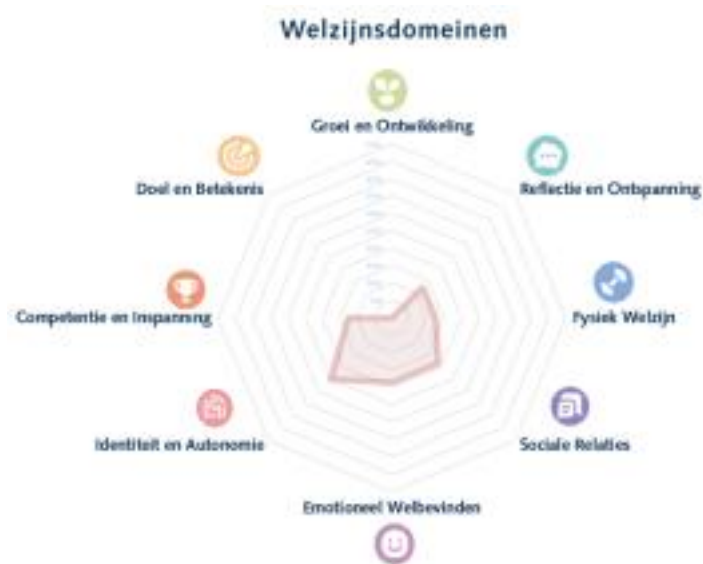 Welzijnsdomeinen
Groei en Ontwikkeling
Doel en Betekenis
Reflectie en Ontspanning
Competentie en Inspanning
Fysiek Welzijn
Identiteit en Autonomie
Sociale Relaties
Emotioneel Welbevinden